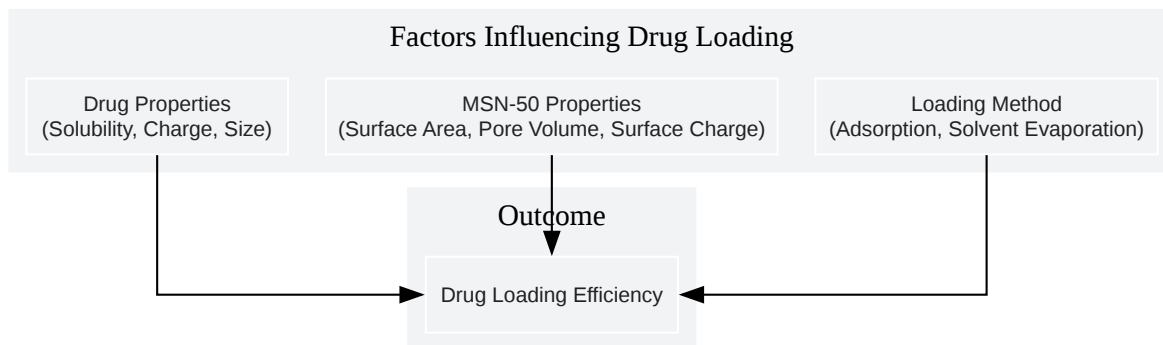 Factors Influencing Drug Loading
Drug Properties
(Solubility, Charge, Size)
MSN-50 Properties
(Surface Area, Pore Volume, Surface Charge)
Loading Method
(Adsorption, Solvent Evaporation)
Outcome
Drug Loading Efficiency